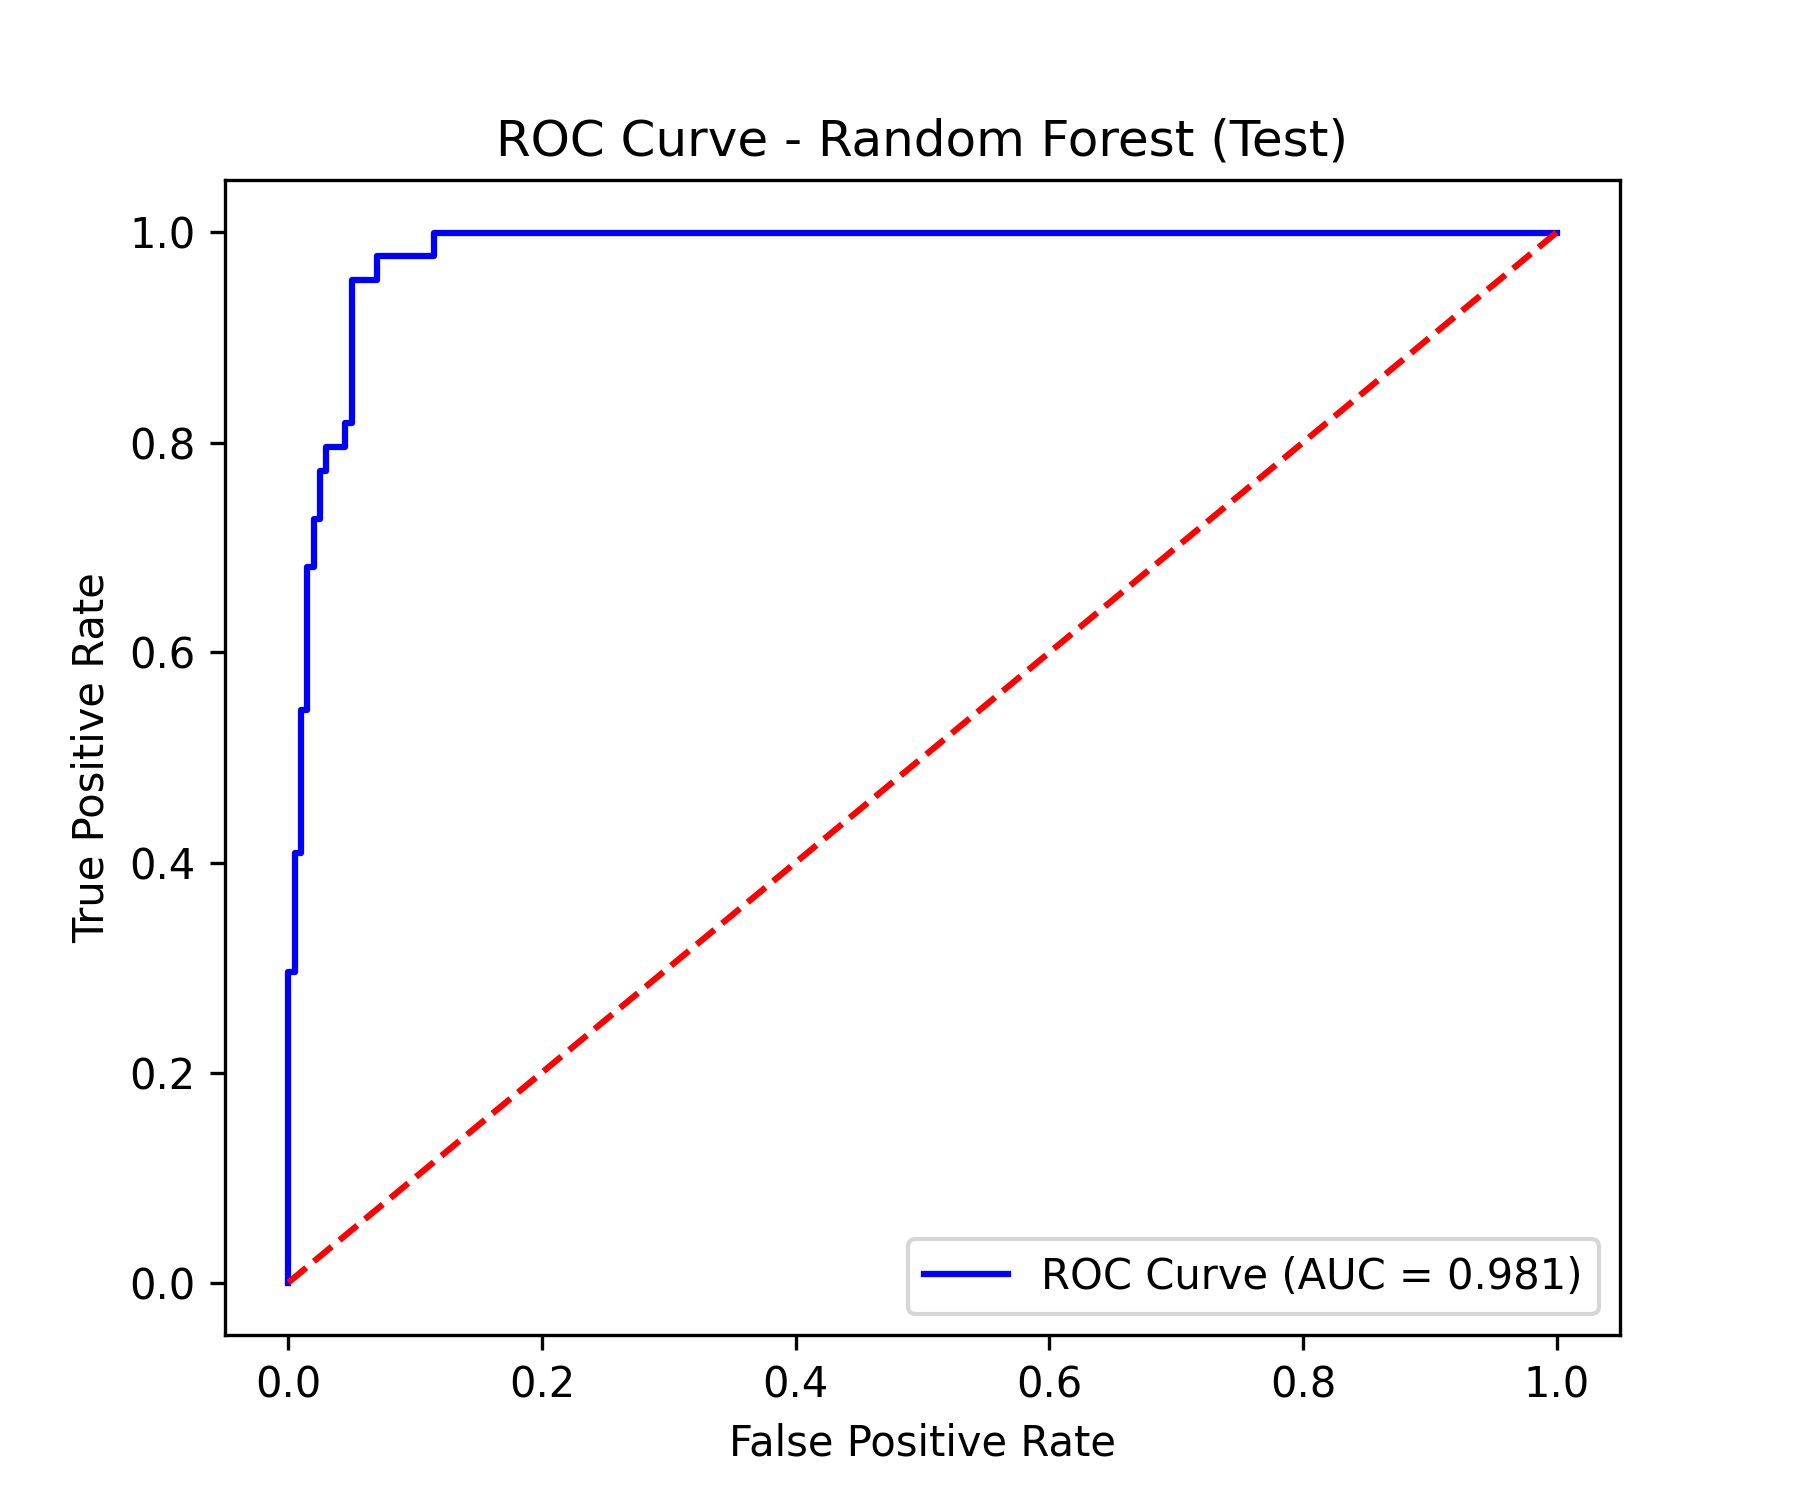 ROC Curve - Random Forest (Test)
True Positive Rate
1.0
0.8
0.6
0.4
0.2
0.0
ROC Curve (AUC = 0.981)
0.0 0.2 0.4 0.6 0.8 1.0
False Positive Rate